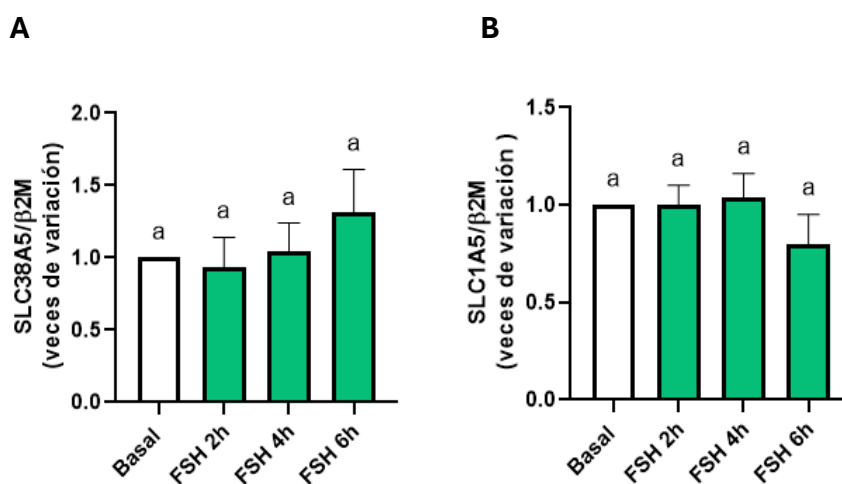 A
SLC38A5/β2M
(veces de variación)
2.0
1.5
1.0
0.5
0.0
a
a
a
a
Basal
FSH 2h
FSH 4h
FSH 6h
B
SLC1A5/β2M
(veces de variación )
1.5
1.0
0.5
0.0
a
a
a
a
Basal
FSH 2h
FSH 4h
FSH 6h